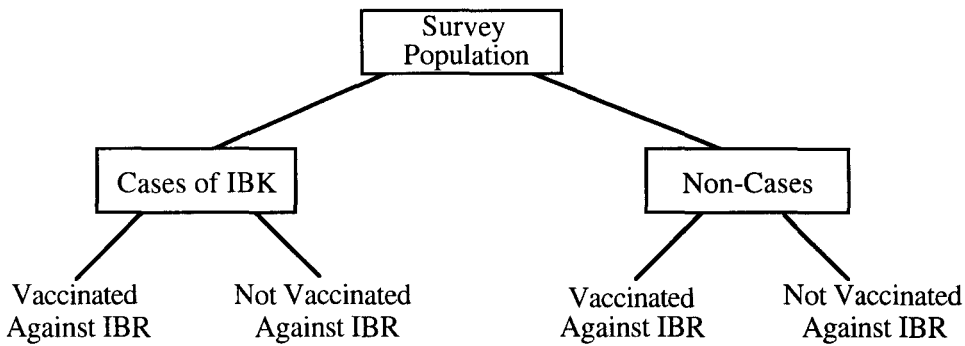 Survey
Population
Cases of IBK
Non-Cases
Vaccinated
Against IBR
Not Vaccinated
Against IBR
Vaccinated
Against IBR
Not Vaccinated
Against IBR